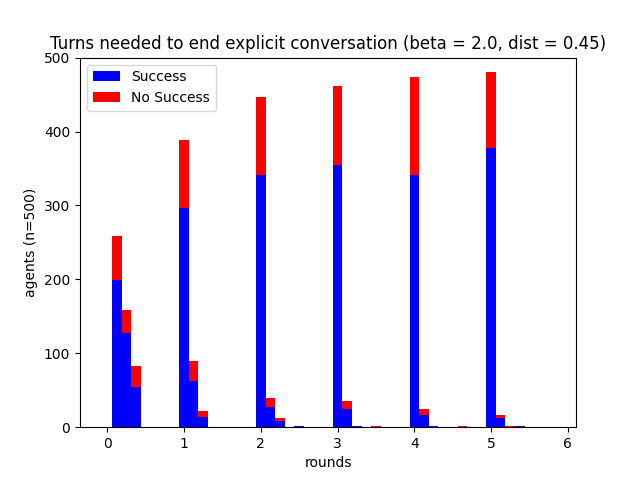 Turns needed to end explicit conversation (beta = 2.0, dist = 0.45)
Success
No Success
500
400
300
200
100
0
agents (n=500)
0 1 2 3 4 5 6
rounds